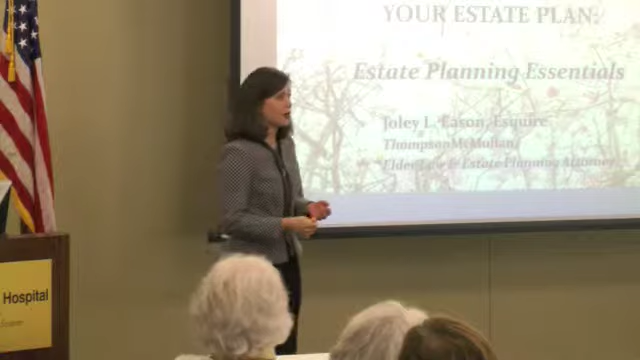 YOUR ESTATE PLAN:
Estate Planning Essentials
Joley L. Eason, Esquire
ThompsonMcMullan
Elder Law & Estate Planning Attorney
Hospital